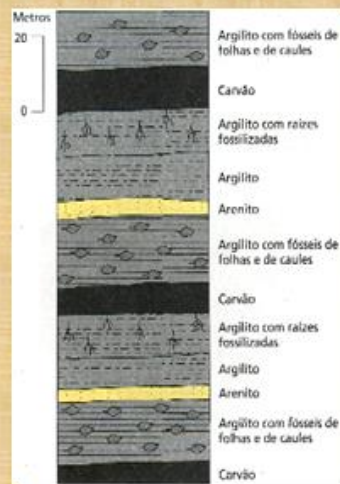 Metros
20
0
Argilito com fósseis de
folhas e de caules
Carvão
Argilito com raízes
fossilizadas
Argilito
Arenito
Argilito com fósseis de
folhas e de caules
Carvão
Argilito com raízes
fossilizadas
Argilito
Arenito
Argilito com fósseis de
folhas e de caules
Carvão